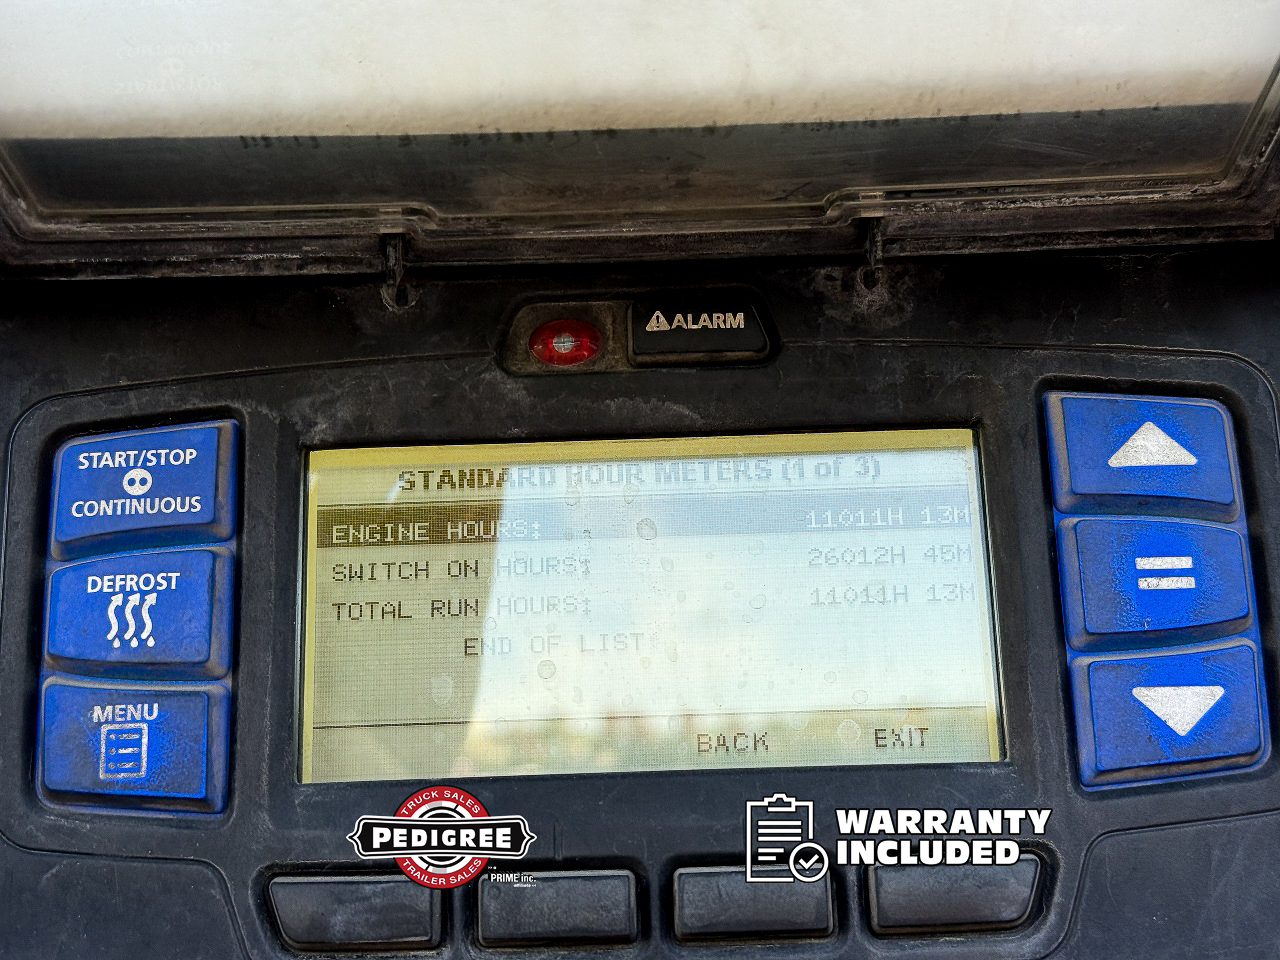 ALARM
START/STOP
CONTINUOUS
DEFROST
MENU
STANDARD HOUR METERS (1 of 3)
ENGINE HOURS: 11011H 13M
SWITCH ON HOURS: 26012H 45M
TOTAL RUN HOURS: 11011H 13M
END OF LIST
BACK EXIT
TRUCK SALES
PEDIGREE
TRAILER SALES
PRIME inc.
affiliate
WARRANTY
INCLUDED